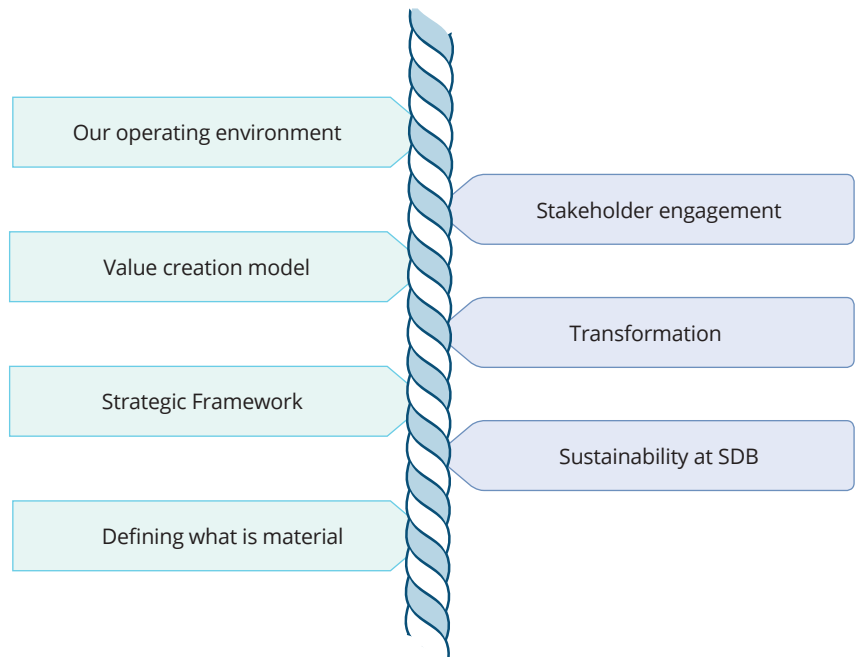 Our operating environment
Stakeholder engagement
Value creation model
Transformation
Strategic Framework
Sustainability at SDB
Defining what is material